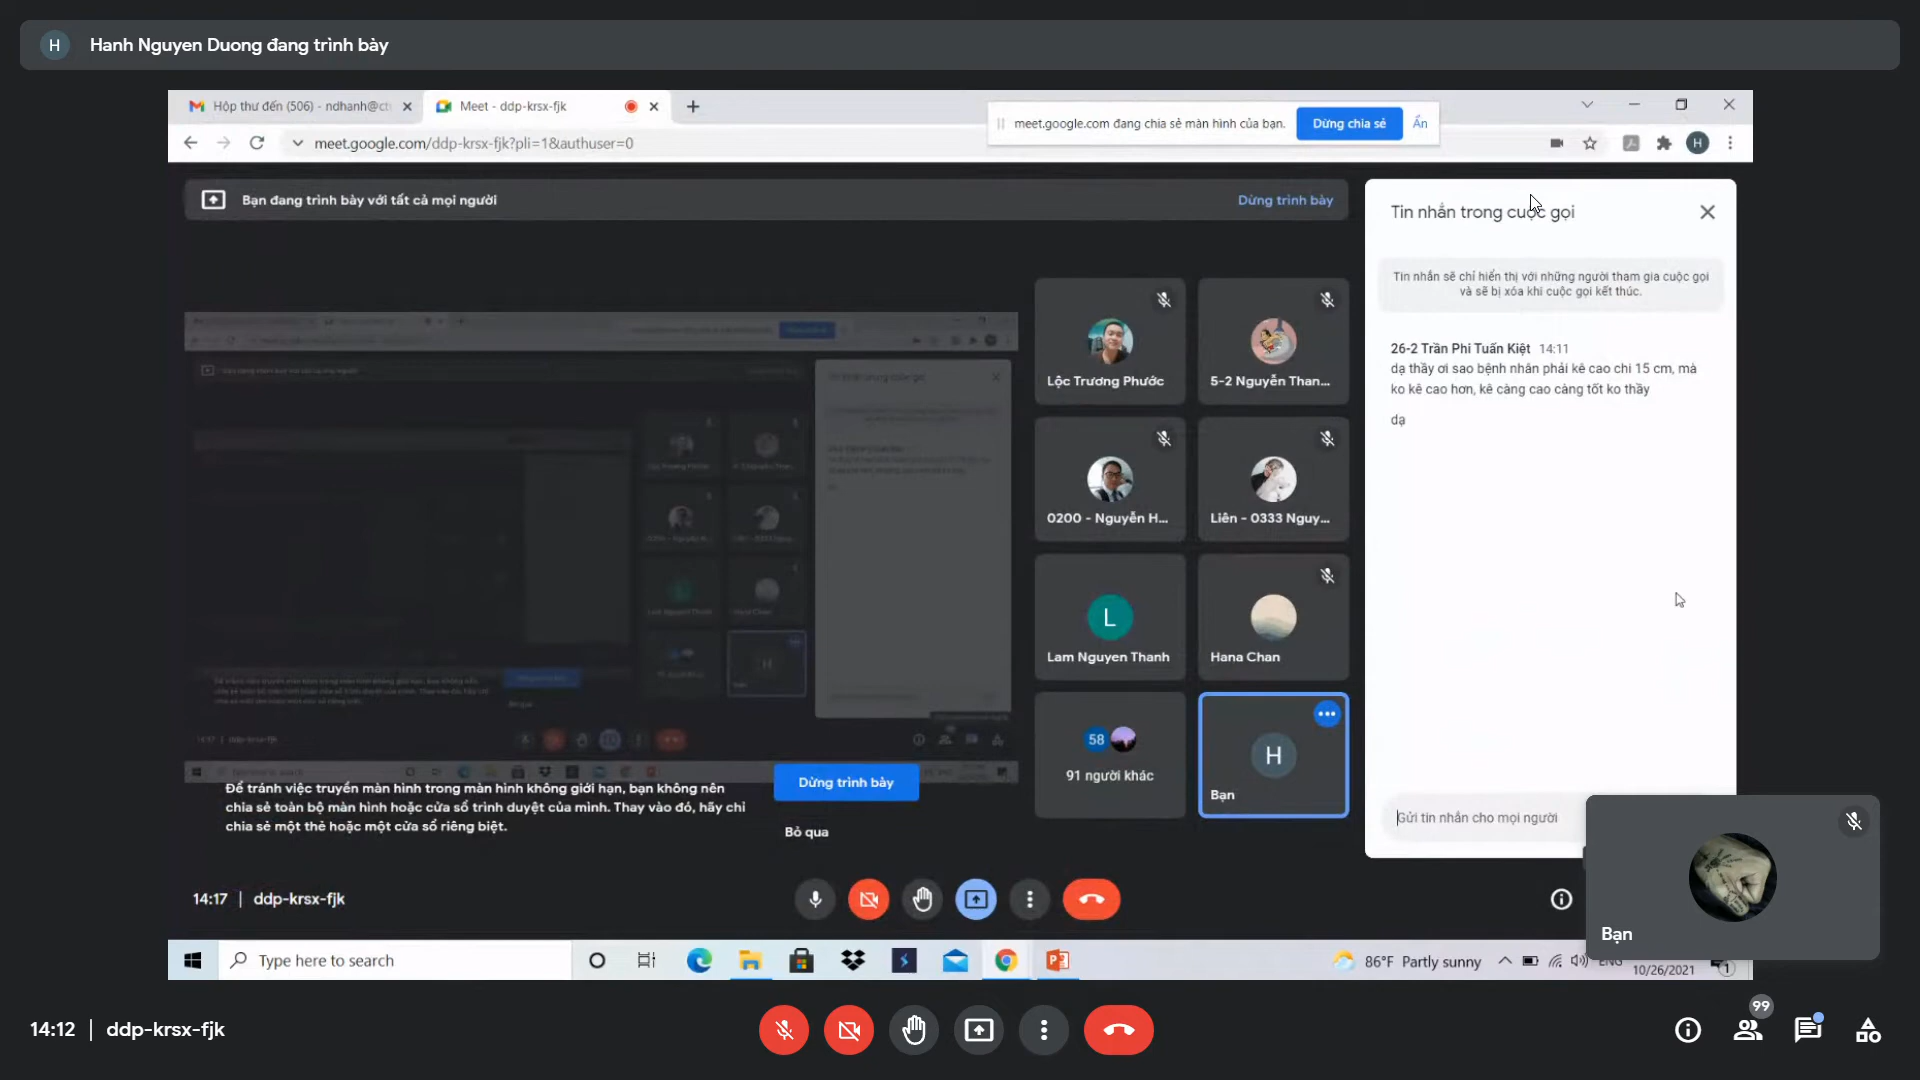 H Hanh Nguyen Duong đang trình bày
Hộp thư đến (506) - ndhanh@ct
Meet - ddp-krsx-fjk
meet.google.com đang chia sẻ màn hình của bạn.
Dừng chia sẻ
Ẩn
meet.google.com/ddp-krsx-fjk?pli=1&authuser=0
H
Bạn đang trình bày với tất cả mọi người
Dừng trình bày
Tin nhắn trong cuộc gọi
Tin nhắn sẽ chỉ hiển thị với những người tham gia cuộc gọi
và sẽ bị xóa khi cuộc gọi kết thúc.
26-2 Trần Phi Tuấn Kiệt 14:11
dạ thầy ơi sao bệnh nhân phải kê cao chi 15 cm, mà
ko kê cao hơn, kê càng cao càng tốt ko thầy
dạ
Lộc Trương Phước
5-2 Nguyễn Than...
0200 - Nguyễn H...
Liên - 0333 Nguy...
L
Lam Nguyen Thanh
Hana Chan
58
91 người khác
H
Bạn
Để tránh việc truyền màn hình trong màn hình không giới hạn, bạn không nên
chia sẻ toàn bộ màn hình hoặc cửa sổ trình duyệt của mình. Thay vào đó, hãy chỉ
chia sẻ một thẻ hoặc một cửa sổ riêng biệt.
Dừng trình bày
Bỏ qua
Gửi tin nhắn cho mọi người
14:17 | ddp-krsx-fjk
Bạn
Type here to search
86°F Partly sunny
ENG
10/26/2021
1
14:12 | ddp-krsx-fjk
99